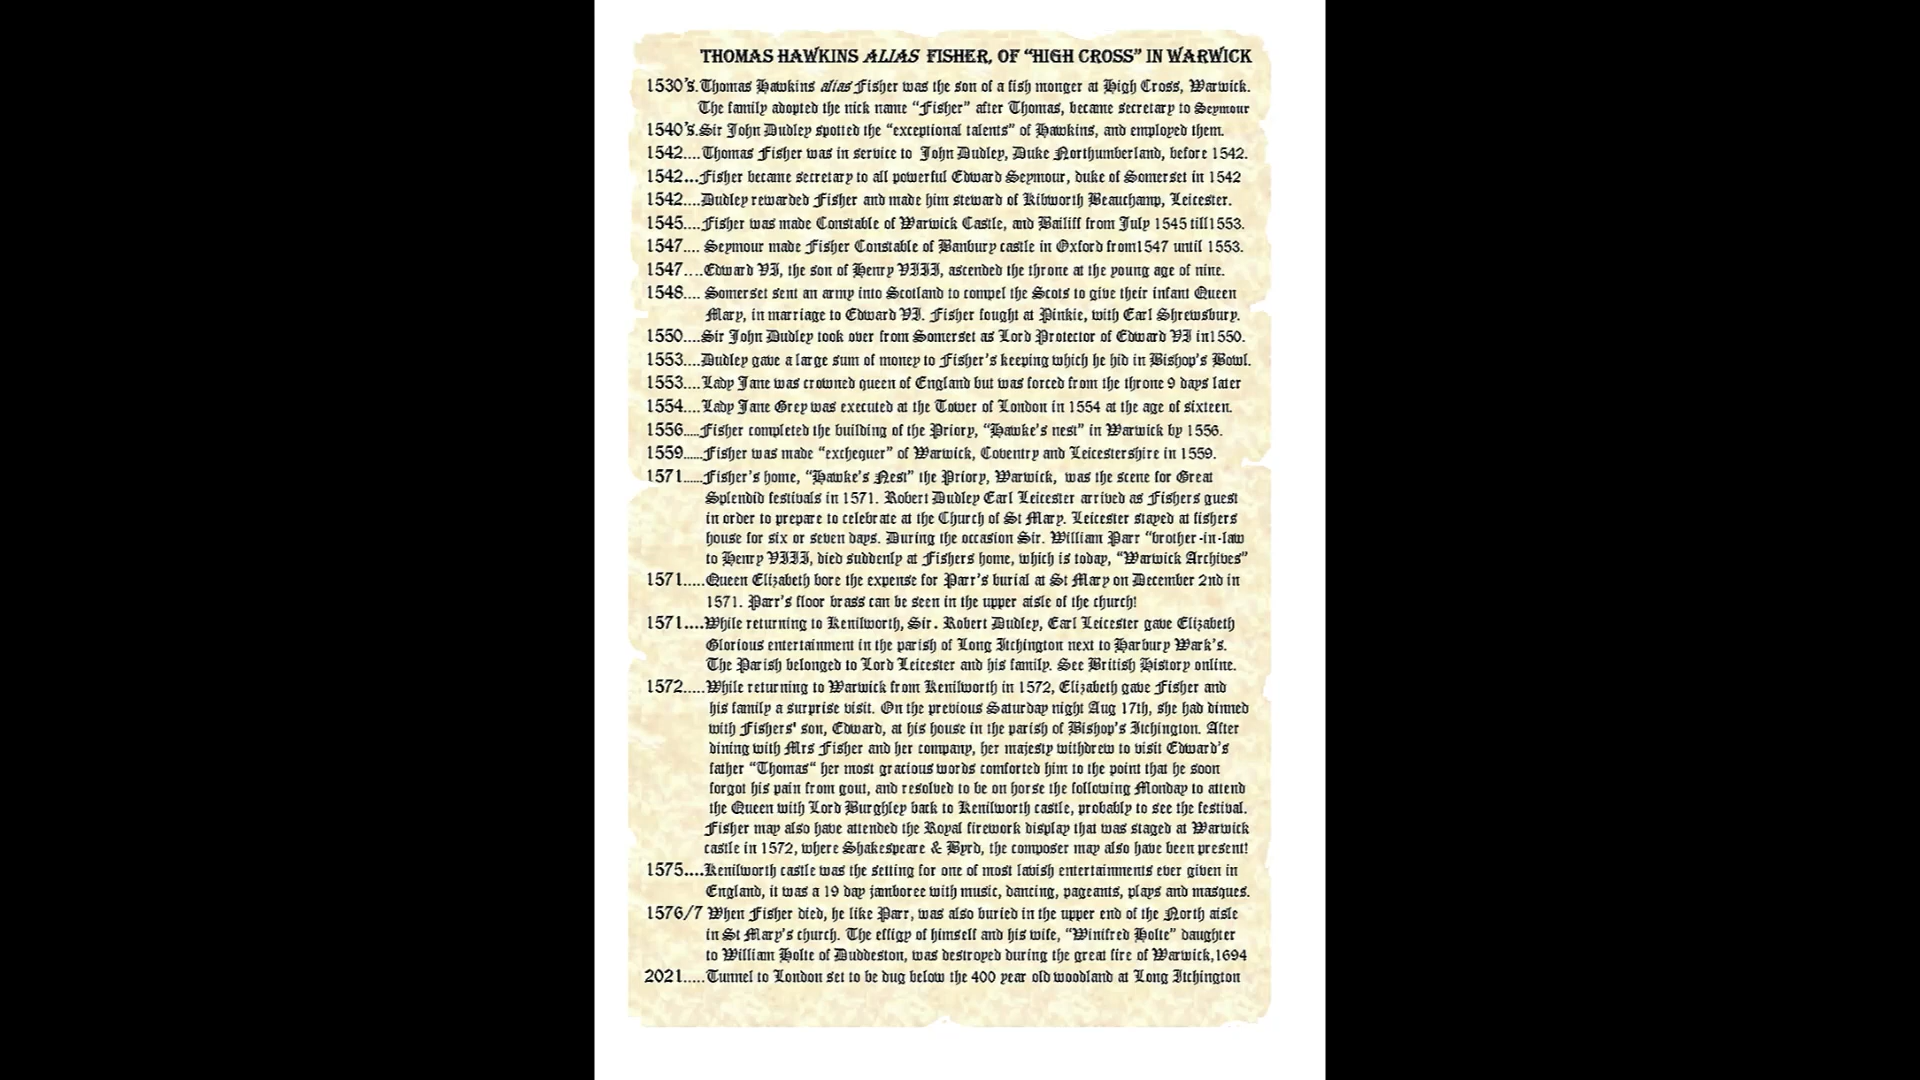 THOMAS HAWKINS ALIAS FISHER, OF “HIGH CROSS” IN WARWICK
1530's.Thomas Hawkins alias Fisher was the son of a fish monger at High Cross, Warwick.
The family adopted the nick name “Fisher” after Thomas, became secretary to Seymour
1540's.Sir John Dudley spotted the “exceptional talents” of Hawkins, and employed them.
1542....Thomas Fisher was in service to John Dudley, Duke Northumberland, before 1542.
1542...Fisher became secretary to all powerful Edward Seymour, duke of Somerset in 1542
1542....Dudley rewarded Fisher and made him steward of Kibworth Beauchamp, Leicester.
1545....Fisher was made Constable of Warwick Castle, and Bailiff from July 1545 till1553.
1547.... Seymour made Fisher Constable of Banbury castle in Oxford from1547 until 1553.
1547....Edward VI, the son of Henry VIII, ascended the throne at the young age of nine.
1548.... Somerset sent an army into Scotland to compel the Scots to give their infant Queen
Mary, in marriage to Edward VI. Fisher fought at Pinkie, with Earl Shrewsbury.
1550....Sir John Dudley took over from Somerset as Lord Protector of Edward VI in1550.
1553....Dudley gave a large sum of money to Fisher's keeping which he hid in Bishop's Bowl.
1553....Lady Jane was crowned queen of England but was forced from the throne 9 days later
1554....Lady Jane Grey was executed at the Tower of London in 1554 at the age of sixteen.
1556.....Fisher completed the building of the Priory, “Hawke's nest” in Warwick by 1556.
1559......Fisher was made “exchequer” of Warwick, Coventry and Leicestershire in 1559.
1571......Fisher's home, “Hawke's Nest” the Priory, Warwick, was the scene for Great
Splendid festivals in 1571. Robert Dudley Earl Leicester arrived as Fishers guest
in order to prepare to celebrate at the Church of St Mary. Leicester stayed at fishers
house for six or seven days. During the occasion Sir. William Parr “brother-in-law
to Henry VIII, died suddenly at Fishers home, which is today, “Warwick Archives”
1571.....Queen Elizabeth bore the expense for Parr's burial at St Mary on December 2nd in
1571. Parr's floor brass can be seen in the upper aisle of the church!
1571....While returning to Kenilworth, Sir. Robert Dudley, Earl Leicester gave Elizabeth
Glorious entertainment in the parish of Long Itchington next to Harbury Wark's.
The Parish belonged to Lord Leicester and his family. See British History online.
1572.....While returning to Warwick from Kenilworth in 1572, Elizabeth gave Fisher and
his family a surprise visit. On the previous Saturday night Aug 17th, she had dinned
with Fishers' son, Edward, at his house in the parish of Bishop's Itchington. After
dining with Mrs Fisher and her company, her majesty withdrew to visit Edward's
father “Thomas“ her most gracious words comforted him to the point that he soon
forgot his pain from gout, and resolved to be on horse the following Monday to attend
the Queen with Lord Burghley back to Kenilworth castle, probably to see the festival.
Fisher may also have attended the Royal firework display that was staged at Warwick
castle in 1572, where Shakespeare & Byrd, the composer may also have been present!
1575....Kenilworth castle was the setting for one of most lavish entertainments ever given in
England, it was a 19 day jamboree with music, dancing, pageants, plays and masques.
1576/7 When Fisher died, he like Parr, was also buried in the upper end of the North aisle
in St Mary's church. The effigy of himself and his wife, “Winifred Holte” daughter
to William Holte of Duddeston, was destroyed during the great fire of Warwick,1694
2021.....Tunnel to London set to be dug below the 400 year old woodland at Long Itchington